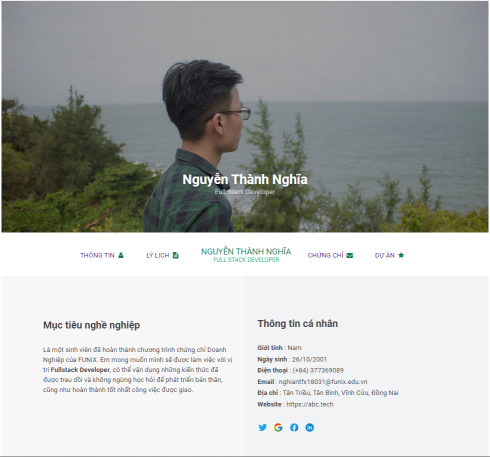 Nguyễn Thành Nghĩa
Full Stack Developer
THÔNG TIN
LÝ LỊCH
NGUYỄN THÀNH NGHĨA
FULL STACK DEVELOPER
CHỨNG CHỈ
DỰ ÁN
Mục tiêu nghề nghiệp
Là một sinh viên đã hoàn thành chương trình chứng chỉ Doanh
Nghiệp của FUNiX. Em mong muốn mình sẽ được làm việc với vị
trí Fullstack Developer, có thể vận dụng những kiến thức đã
được trau dồi và không ngừng học hỏi để phát triển bản thân,
cũng như hoàn thành tốt nhất công việc được giao.
Thông tin cá nhân
Giới tính : Nam
Ngày sinh : 26/10/2001
Điện thoại : (+84) 377369089
Email : nghiantfx18031@funix.edu.vn
Địa chỉ : Tân Triều, Tân Bình, Vĩnh Cửu, Đồng Nai
Website : https://abc.tech